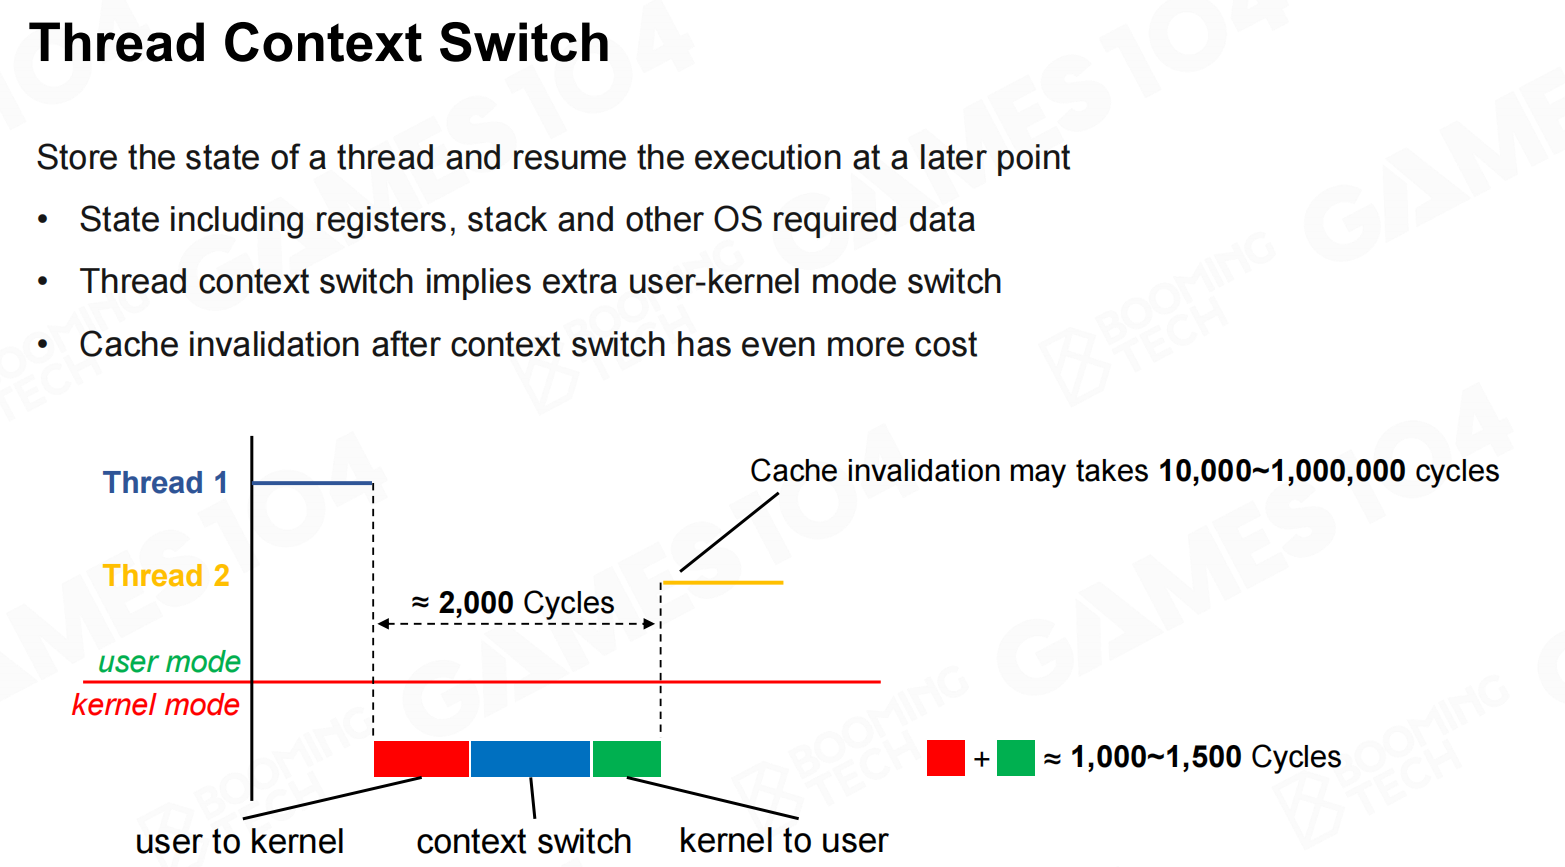 Thread Context Switch
Store the state of a thread and resume the execution at a later point
• State including registers, stack and other OS required data
• Thread context switch implies extra user-kernel mode switch
• Cache invalidation after context switch has even more cost
Thread 1
Cache invalidation may takes 10,000~1,000,000 cycles
Thread 2
≈ 2,000 Cycles
user mode
kernel mode
+ ≈ 1,000~1,500 Cycles
user to kernel
context switch
kernel to user
GAMES104
BOOMING
TECH